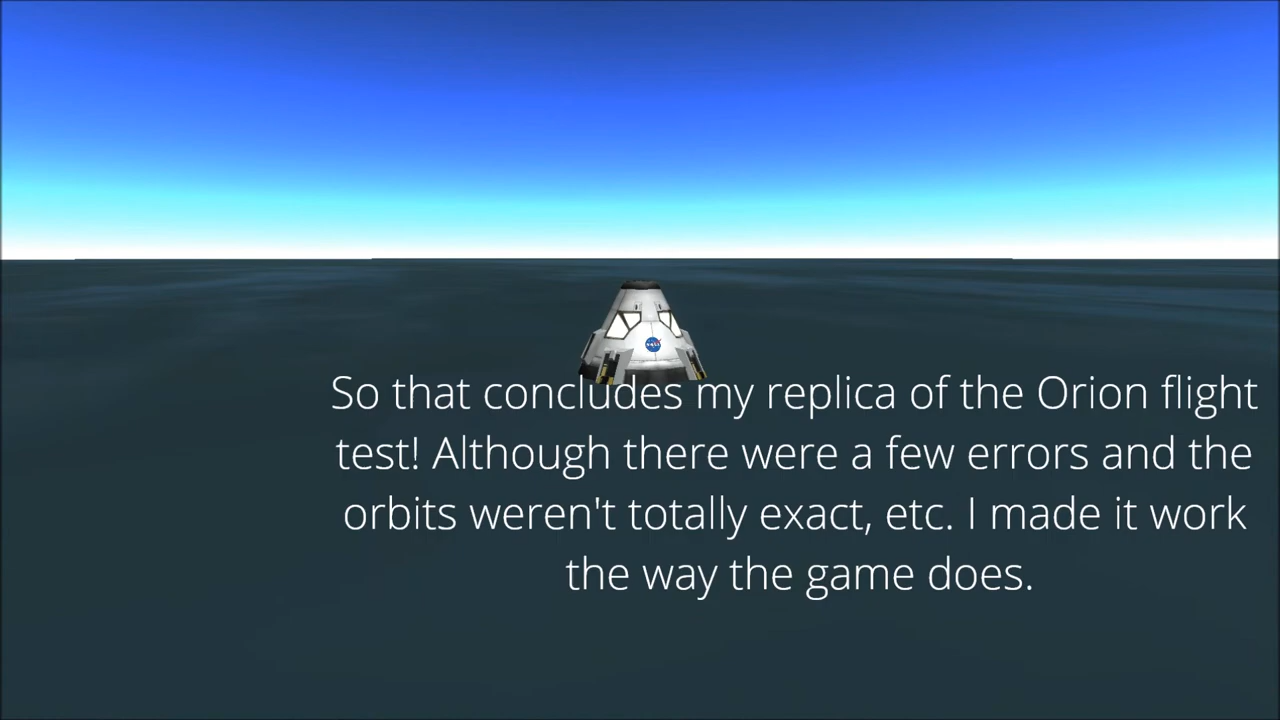 NASA
So that concludes my replica of the Orion flight
test! Although there were a few errors and the
orbits weren't totally exact, etc. I made it work
the way the game does.